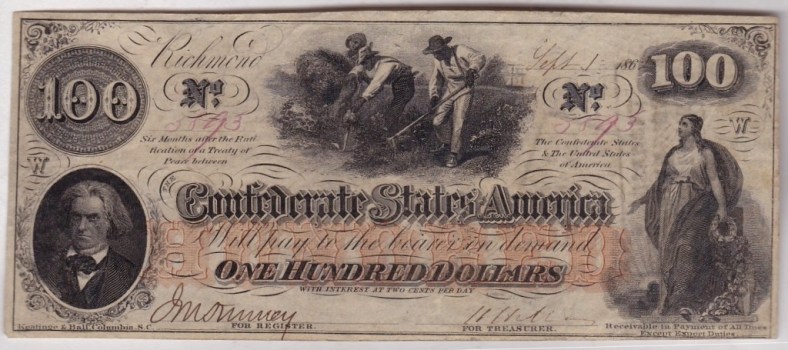 Richmond Sept 1 186
100 100
No. No.
Six Months after the Rati
fication of a Treaty of
Peace between
The Confederate States
& The United States
of America
W W
Confederate States America
Will pay to the bearer on demand
HUNDRED
ONE HUNDRED DOLLARS
WITH INTEREST AT TWO CENTS PER DAY
FOR REGISTER
FOR TREASURER.
Keatinge & Ball, Columbia, S.C.
Receivable in Payment of All Dues
Except Export Duties